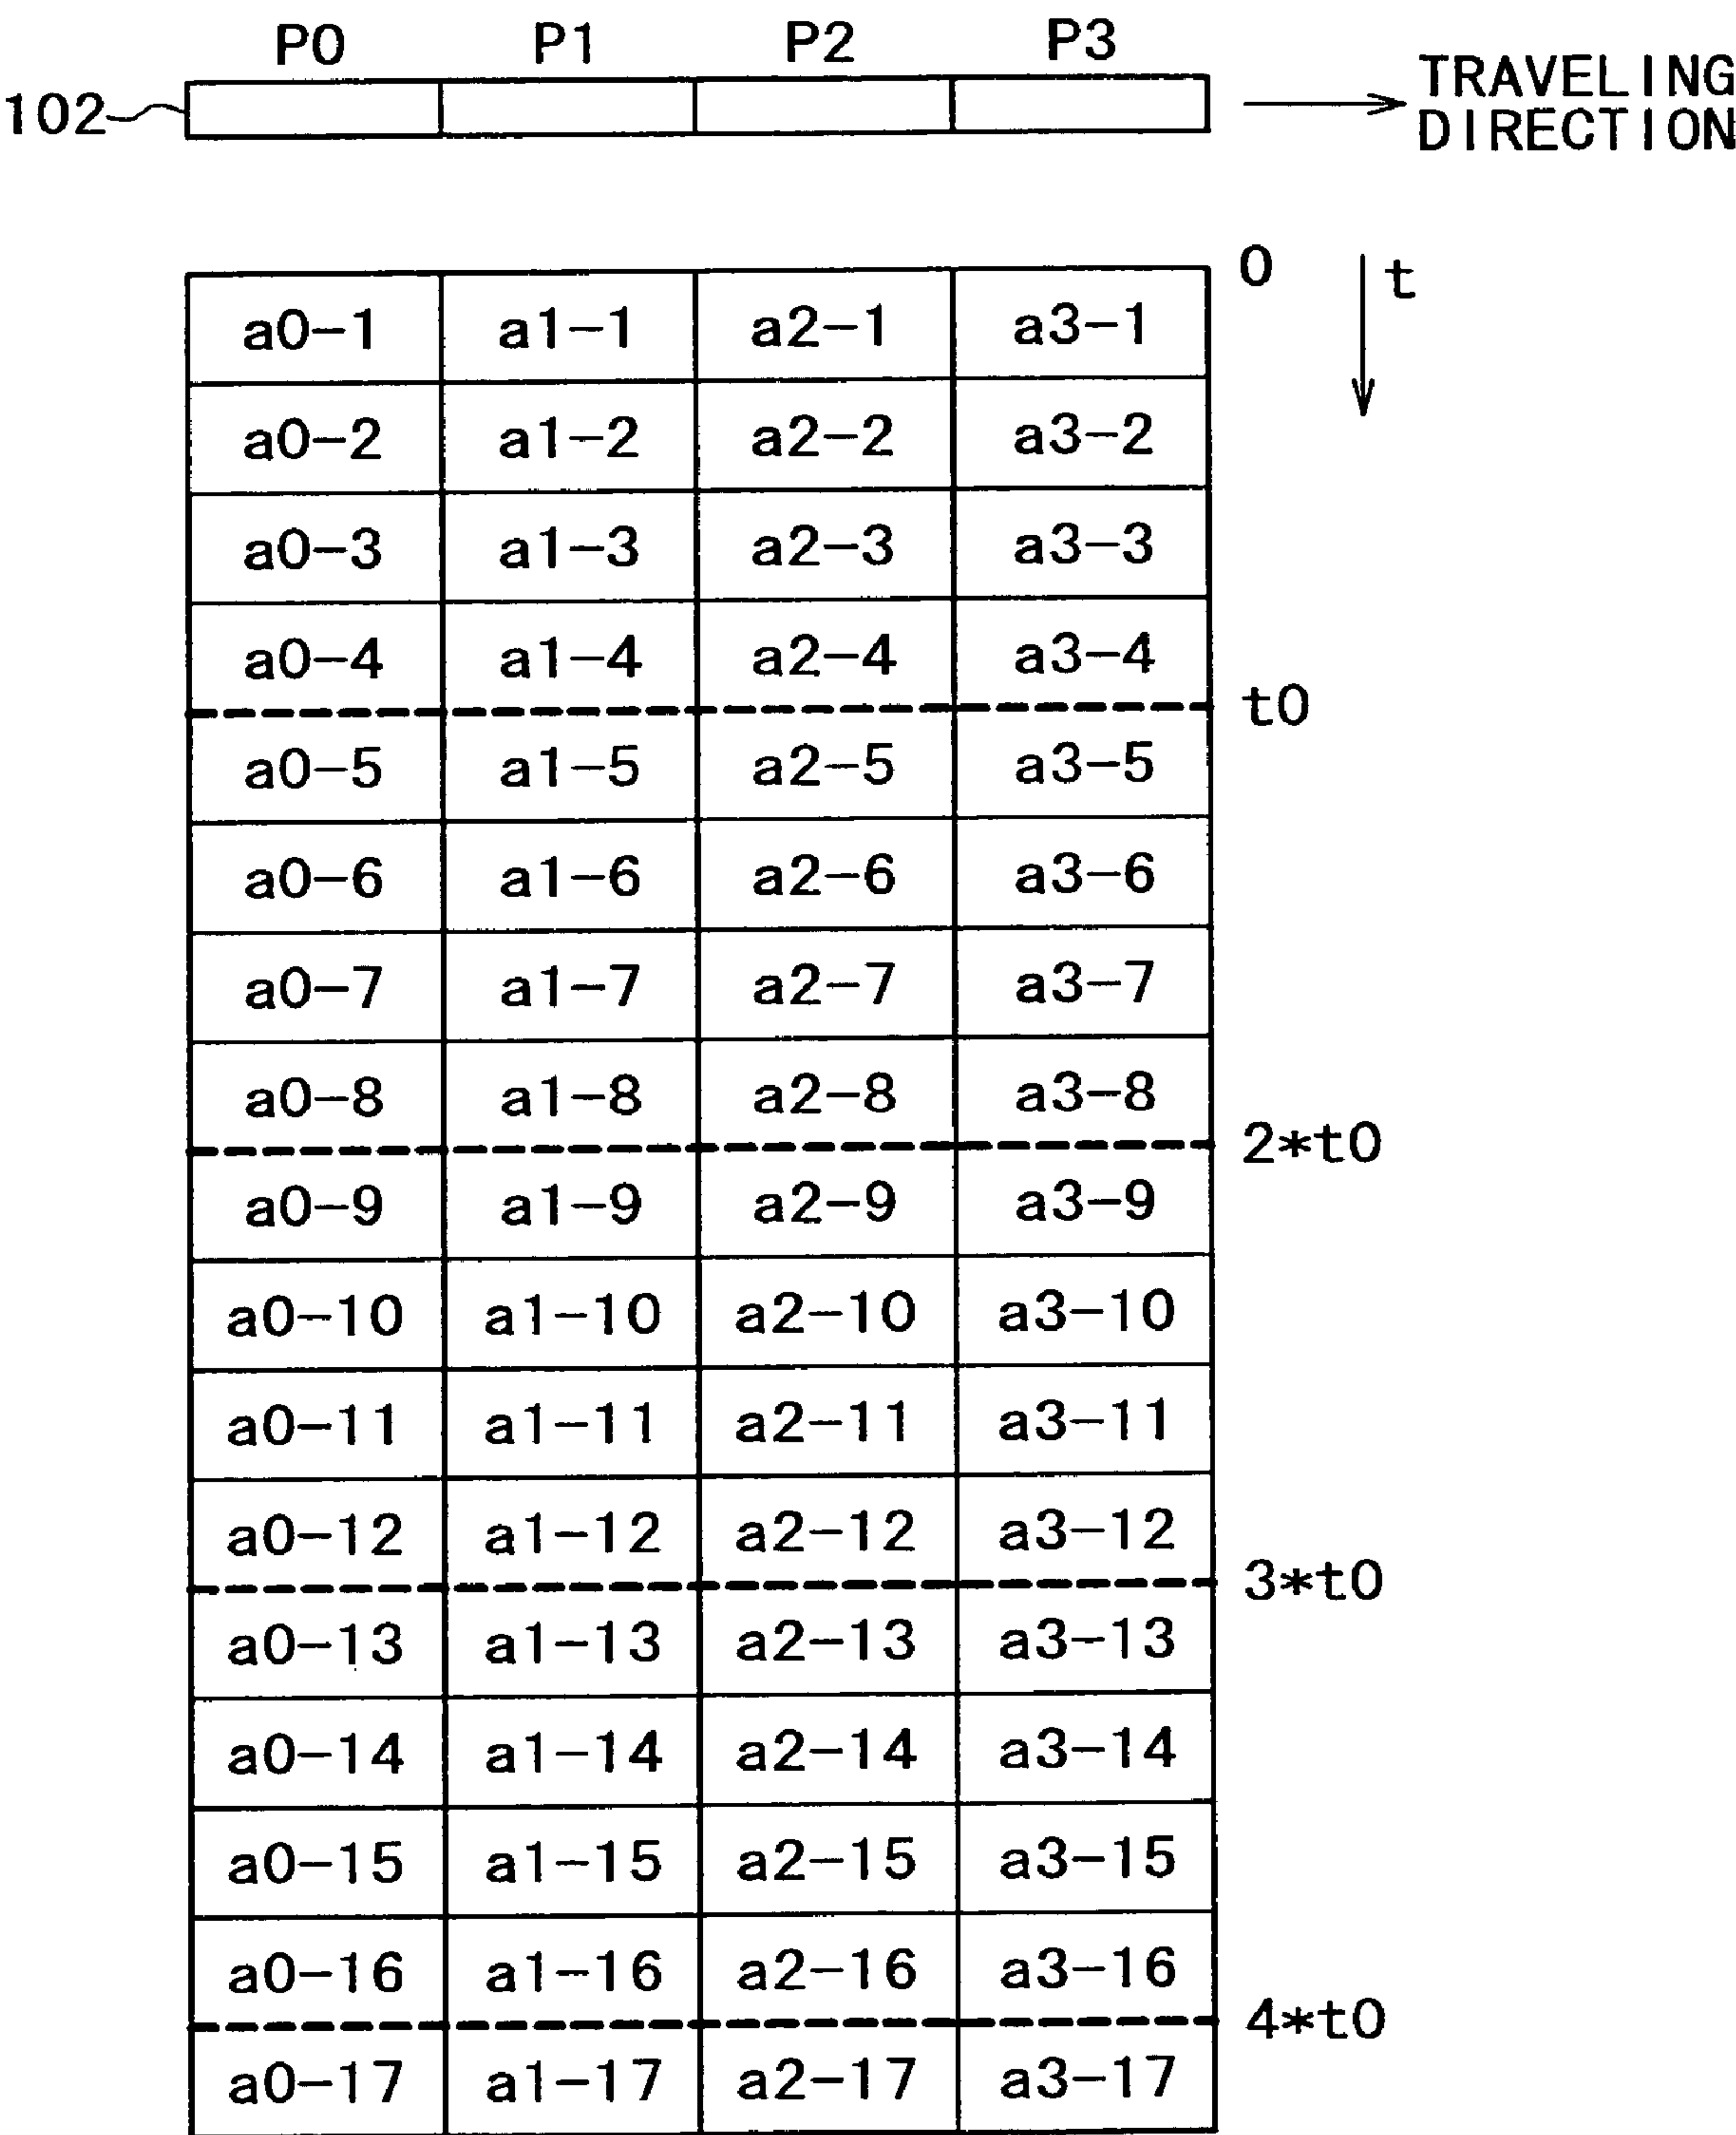 P0 P1 P2 P3
102
TRAVELING
DIRECTION
0 t
a0-1 a1-1 a2-1 a3-1
a0-2 a1-2 a2-2 a3-2
a0-3 a1-3 a2-3 a3-3
a0-4 a1-4 a2-4 a3-4
t0
a0-5 a1-5 a2-5 a3-5
a0-6 a1-6 a2-6 a3-6
a0-7 a1-7 a2-7 a3-7
a0-8 a1-8 a2-8 a3-8
2*t0
a0-9 a1-9 a2-9 a3-9
a0-10 a1-10 a2-10 a3-10
a0-11 a1-11 a2-11 a3-11
a0-12 a1-12 a2-12 a3-12
3*t0
a0-13 a1-13 a2-13 a3-13
a0-14 a1-14 a2-14 a3-14
a0-15 a1-15 a2-15 a3-15
a0-16 a1-16 a2-16 a3-16
4*t0
a0-17 a1-17 a2-17 a3-17